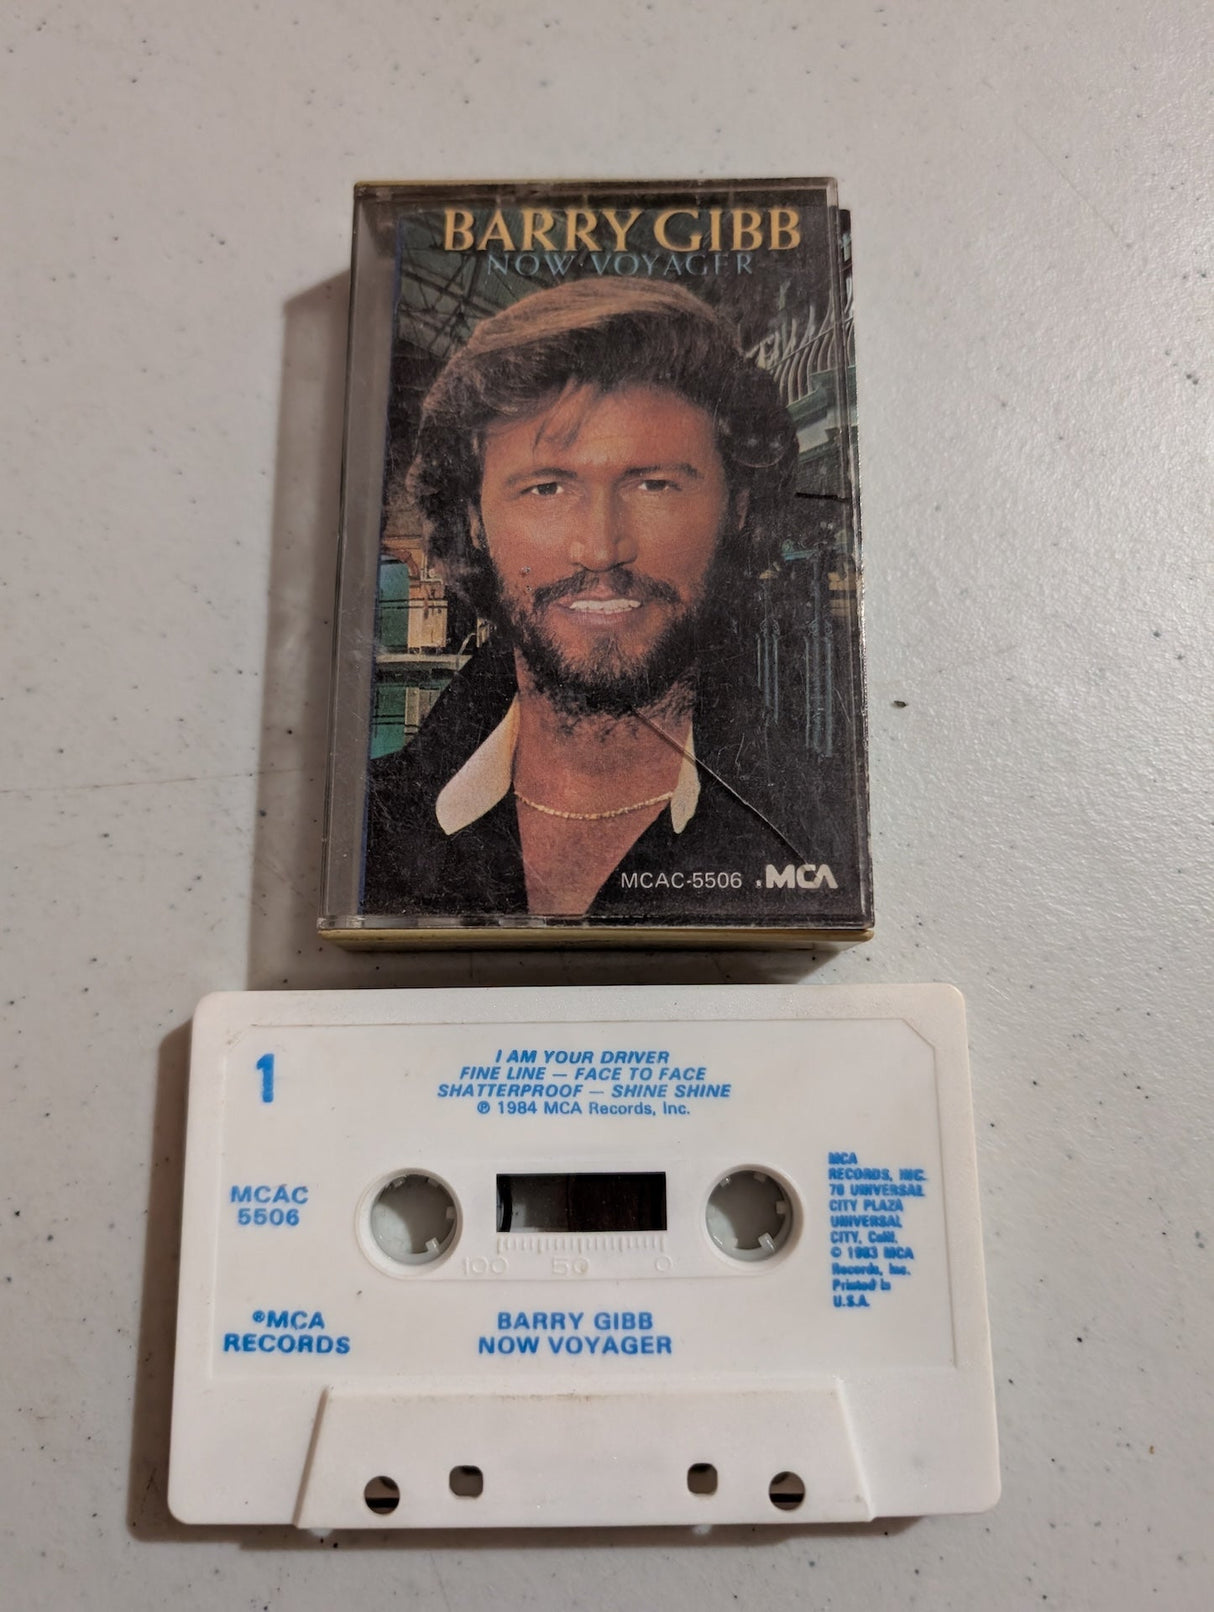 BARRY GIBB
NOW VOYAGER
MCAC-5506 MCA
1
I AM YOUR DRIVER
FINE LINE — FACE TO FACE
SHATTERPROOF — SHINE SHINE
℗ 1984 MCA Records, Inc.
MCAC
5506
MCA
RECORDS, INC.
70 UNIVERSAL
CITY PLAZA
UNIVERSAL
CITY, Calif.
© 1983 MCA
Records, Inc.
Printed in
U.S.A.
100 50 0
®MCA
RECORDS
BARRY GIBB
NOW VOYAGER